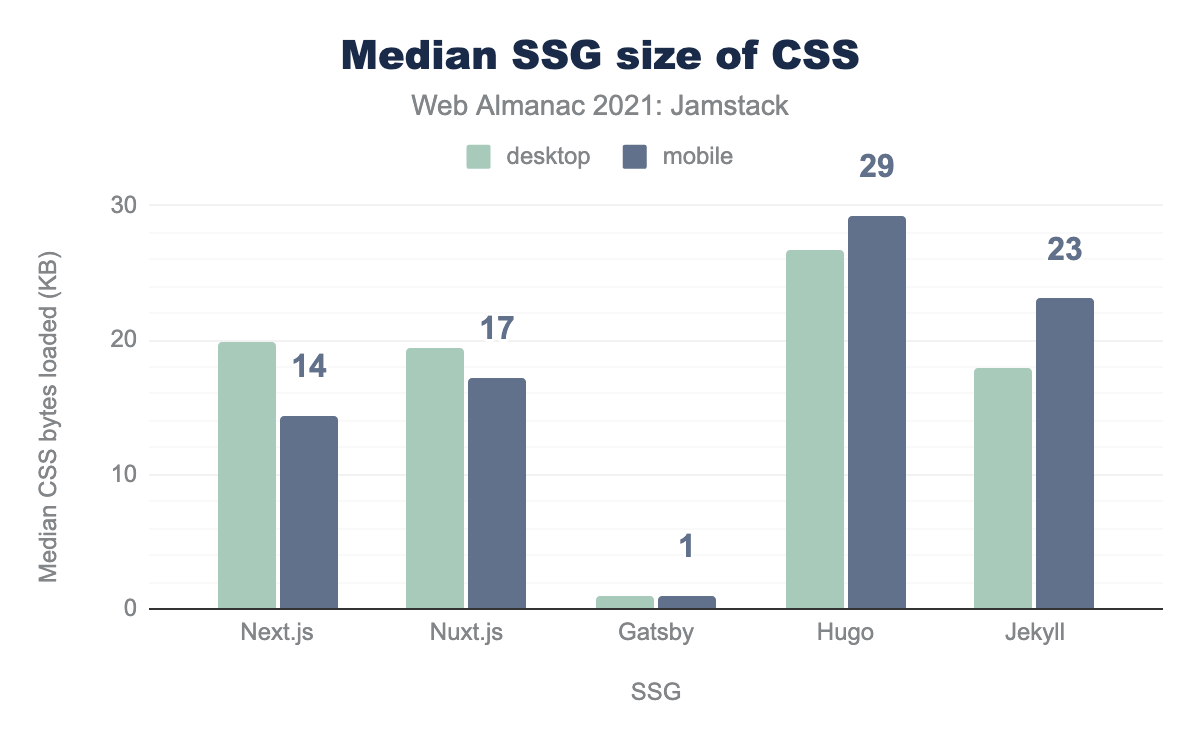 Median SSG size of CSS
Web Almanac 2021: Jamstack
desktop
mobile
Median CSS bytes loaded (KB)
30
20
10
0
14
17
1
29
23
Next.js
Nuxt.js
Gatsby
Hugo
Jekyll
SSG